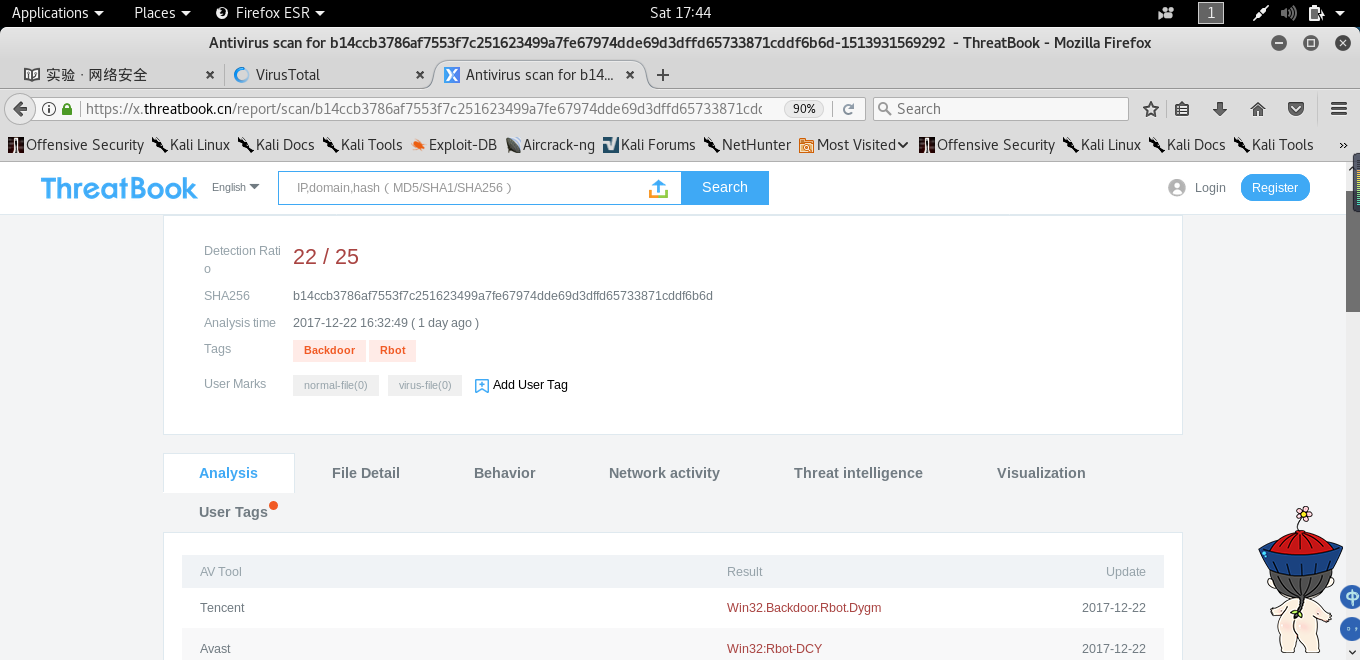 Applications Places Firefox ESR Sat 17:44 1
Antivirus scan for b14ccb3786af7553f7c251623499a7fe67974dde69d3dffd65733871cddf6b6d-1513931569292 - ThreatBook - Mozilla Firefox
实验 · 网络安全 VirusTotal Antivirus scan for b14...
https://x.threatbook.cn/report/scan/b14ccb3786af7553f7c251623499a7fe67974dde69d3dffd65733871cdc 90% Search
Offensive Security Kali Linux Kali Docs Kali Tools Exploit-DB Aircrack-ng Kali Forums NetHunter Most Visited Offensive Security Kali Linux Kali Docs Kali Tools »
ThreatBook English IP,domain,hash ( MD5/SHA1/SHA256 ) Search Login Register
Detection Rati
o
22 / 25
SHA256 b14ccb3786af7553f7c251623499a7fe67974dde69d3dffd65733871cddf6b6d
Analysis time 2017-12-22 16:32:49 ( 1 day ago )
Tags Backdoor Rbot
User Marks normal-file(0) virus-file(0) Add User Tag
Analysis File Detail Behavior Network activity Threat intelligence Visualization
User Tags
AV Tool Result Update
Tencent Win32.Backdoor.Rbot.Dygm 2017-12-22
Avast Win32:Rbot-DCY 2017-12-22
中